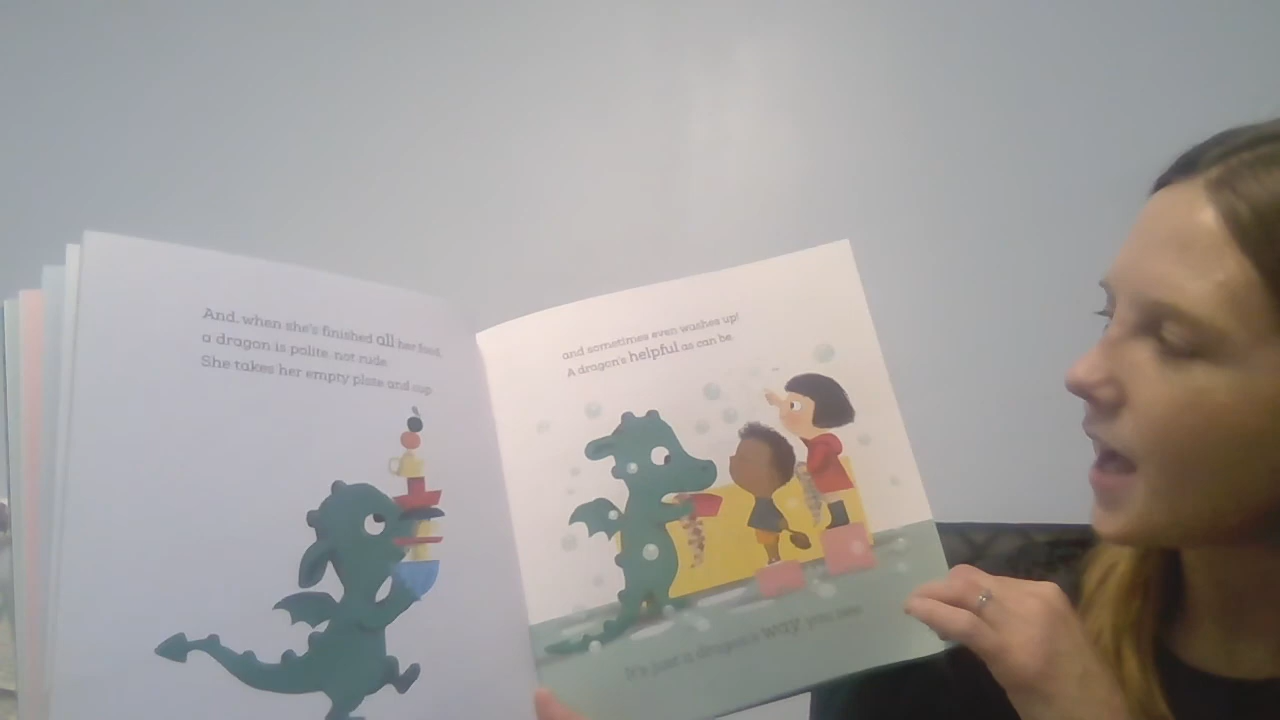 And, when she's finished all her food,
a dragon is polite, not rude.
She takes her empty plate and cup
and sometimes even washes up!
A dragon's helpful as can be.
It's just a dragon's way, you see!